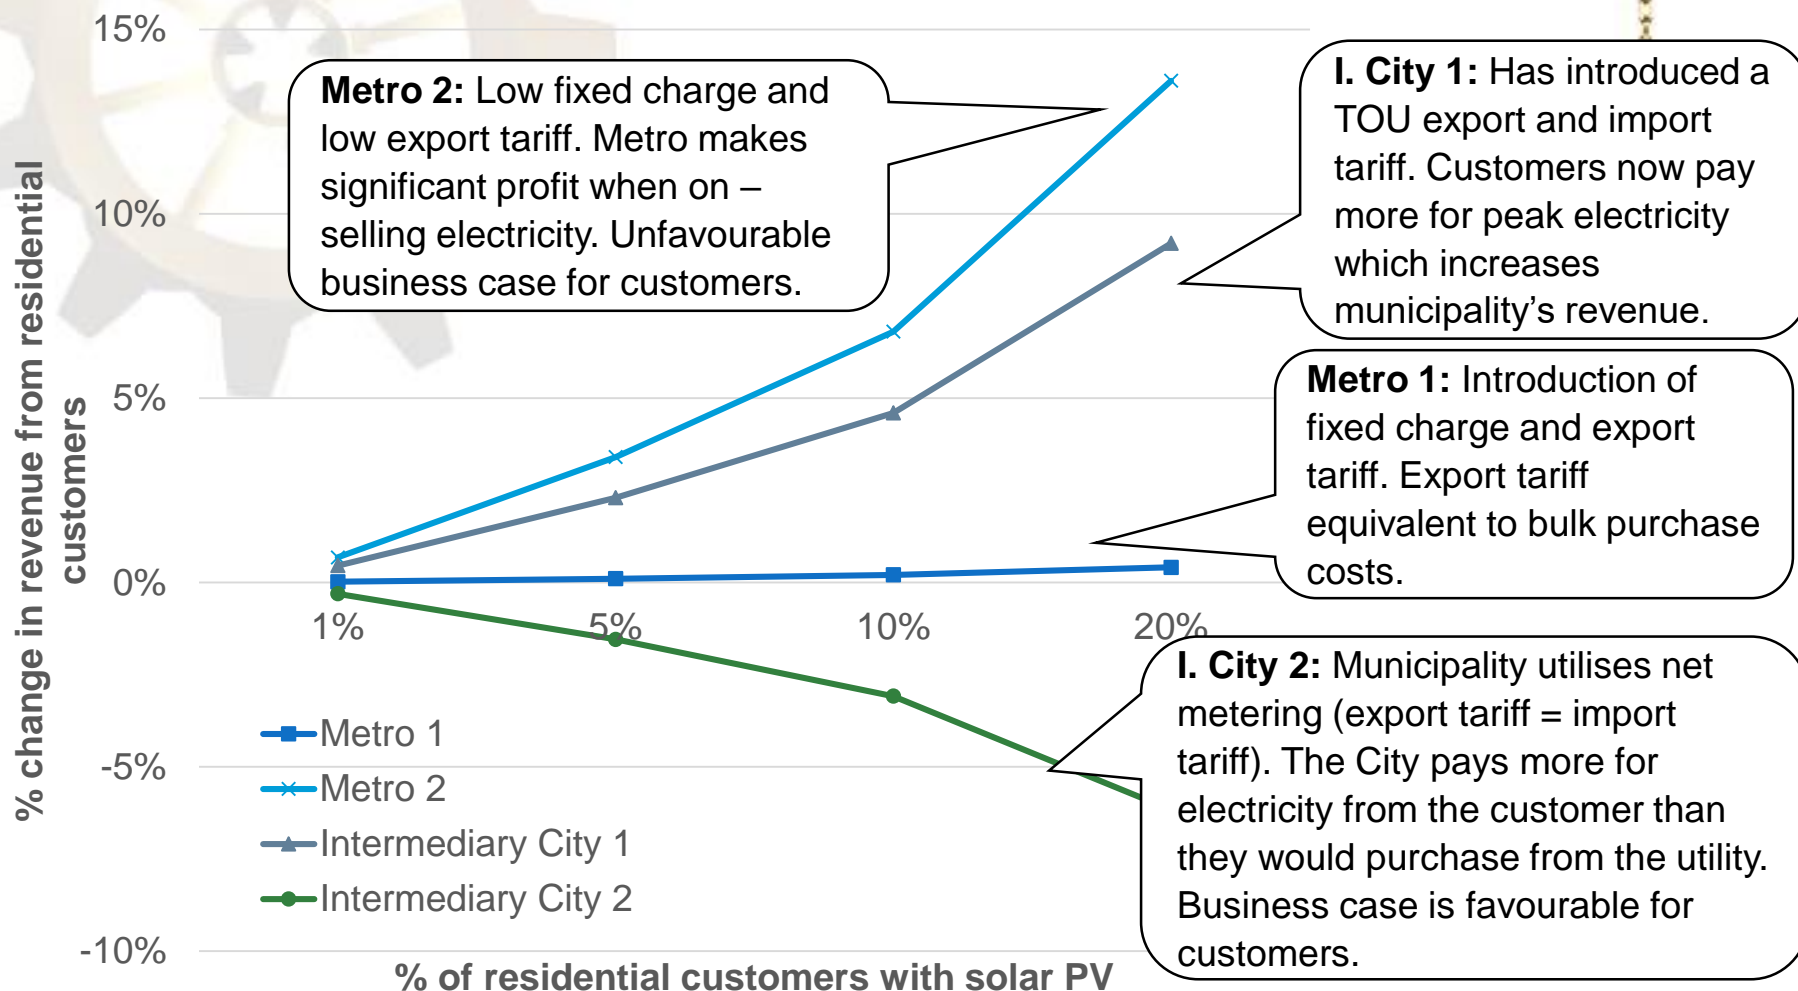 15%
10%
5%
0%
-5%
-10%
% change in revenue from residential
customers
Metro 2: Low fixed charge and
low export tariff. Metro makes
significant profit when on –
selling electricity. Unfavourable
business case for customers.
I. City 1: Has introduced a
TOU export and import
tariff. Customers now pay
more for peak electricity
which increases
municipality’s revenue.
Metro 1: Introduction of
fixed charge and export
tariff. Export tariff
equivalent to bulk purchase
costs.
1% 5% 10% 20%
I. City 2: Municipality utilises net
metering (export tariff = import
tariff). The City pays more for
electricity from the customer than
they would purchase from the utility.
Business case is favourable for
customers.
Metro 1
Metro 2
Intermediary City 1
Intermediary City 2
% of residential customers with solar PV